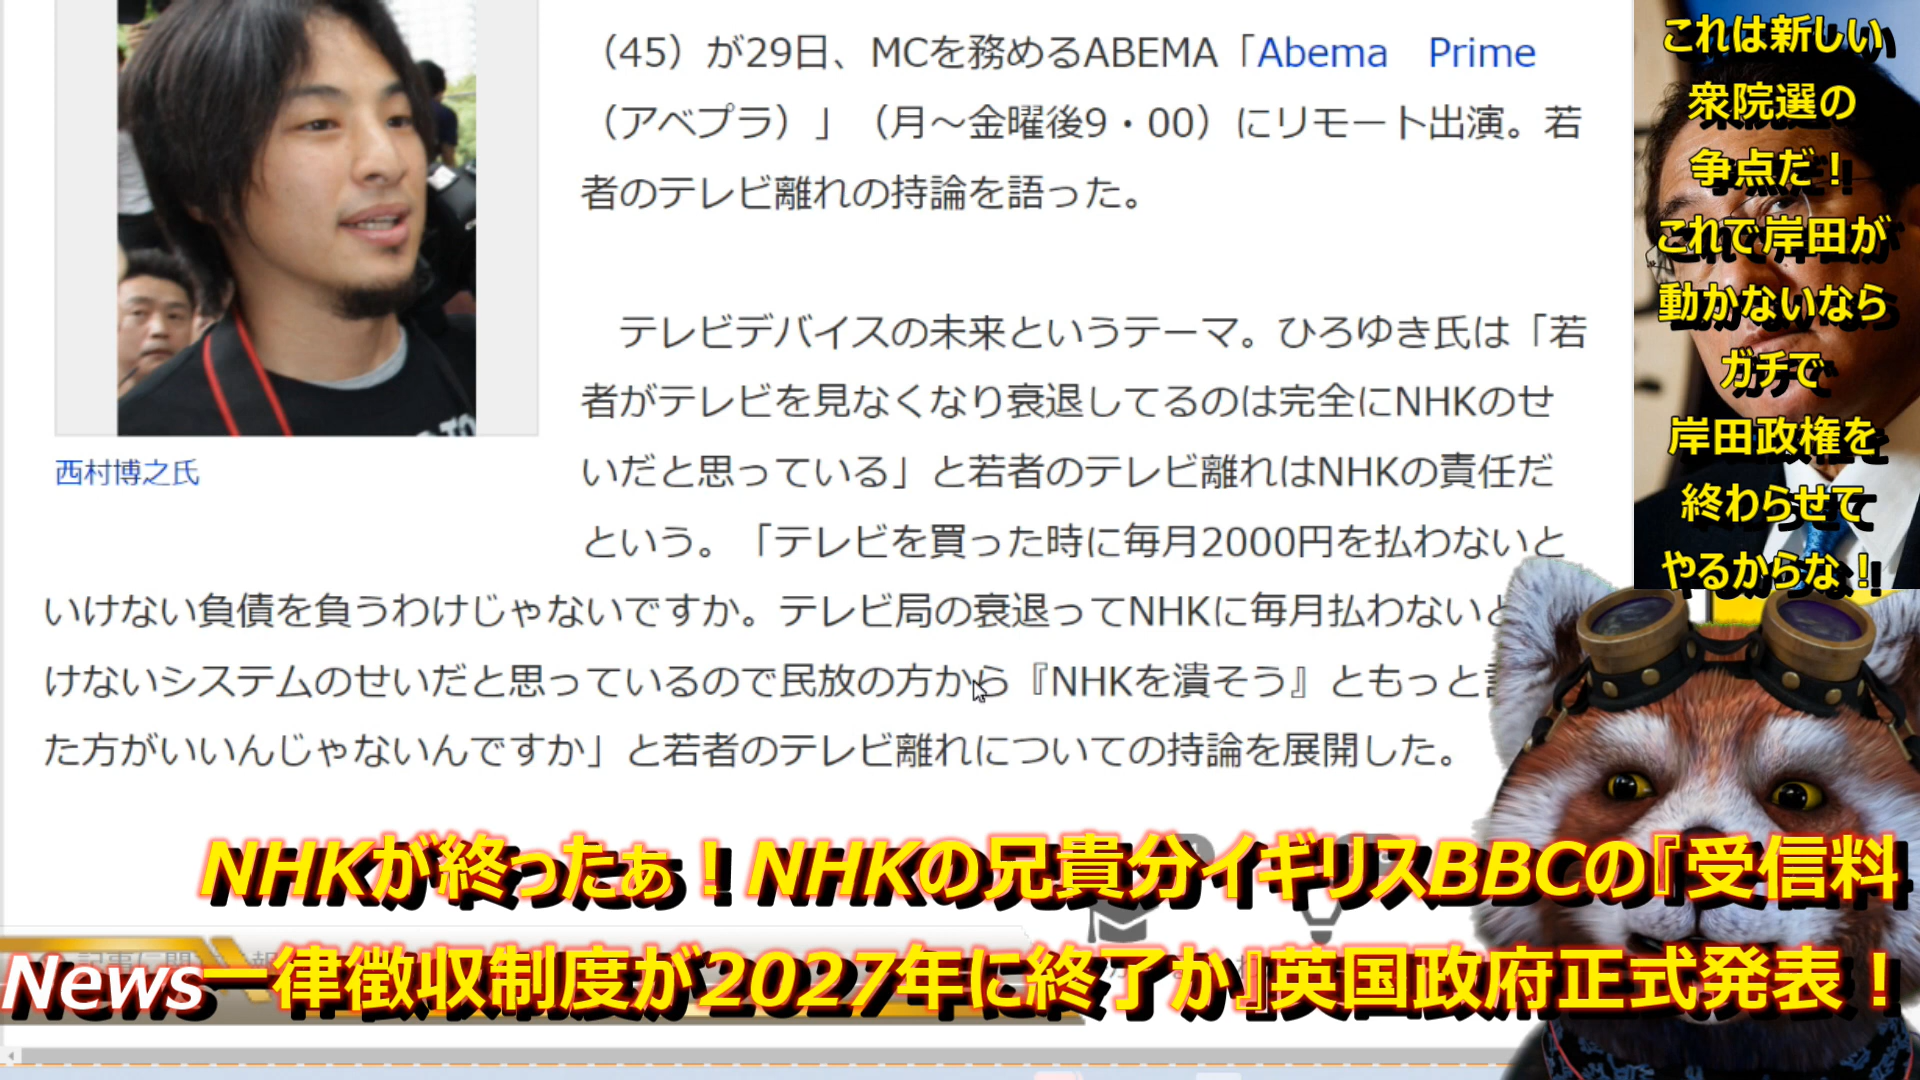 （45）が29日、MCを務めるABEMA「Abema　Prime
（アベプラ）」（月～金曜後9・00）にリモート出演。若
者のテレビ離れの持論を語った。
　テレビデバイスの未来というテーマ。ひろゆき氏は「若
者がテレビを見なくなり衰退してるのは完全にNHKのせ
いだと思っている」と若者のテレビ離れはNHKの責任だ
という。「テレビを買った時に毎月2000円を払わないと
いけない負債を負うわけじゃないですか。テレビ局の衰退ってNHKに毎月払わないと
けないシステムのせいだと思っているので民放の方から『NHKを潰そう』ともっと
た方がいいんじゃないんですか」と若者のテレビ離れについての持論を展開した。
西村博之氏
これは新しい
衆院選の
争点だ！
これで岸田が
動かないなら
ガチで
岸田政権を
終わらせて
やるからな！
NHKが終ったぁ！NHKの兄貴分イギリスBBCの『受信料
News一律徴収制度が2027年に終了か』英国政府正式発表！